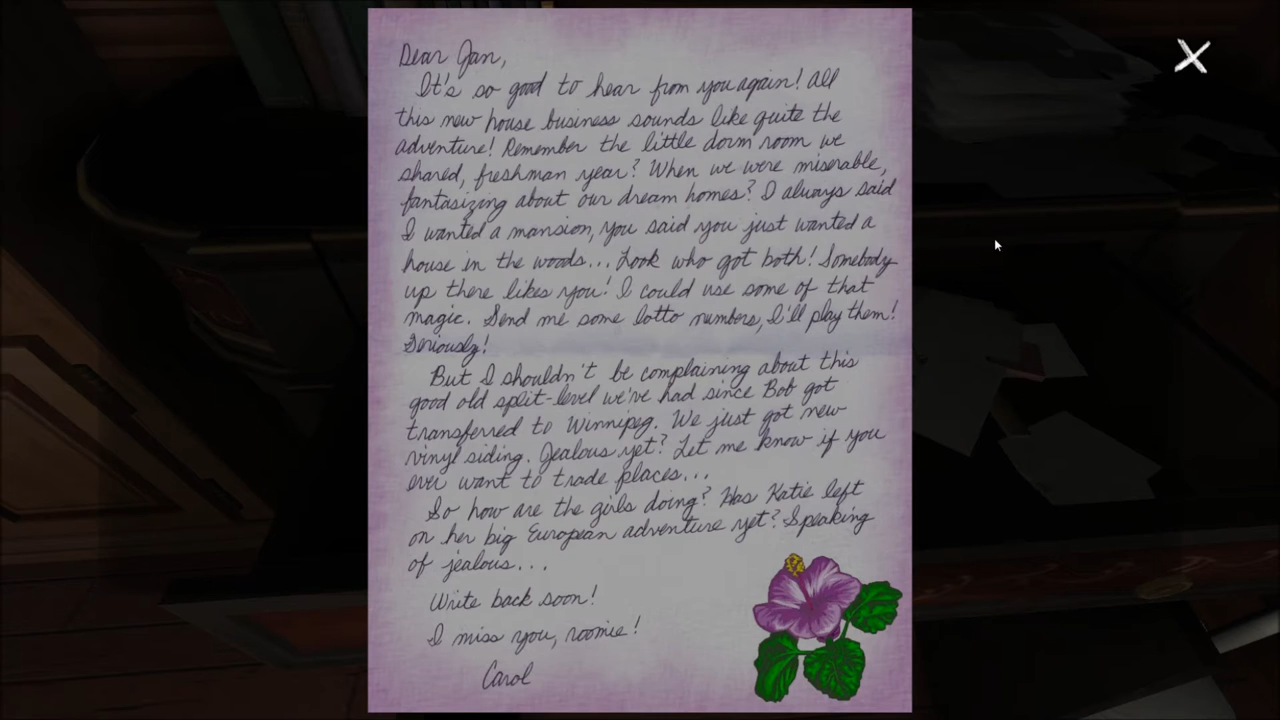 Dear Jan,
It's so good to hear from you again! All
this new house business sounds like quite the
adventure! Remember the little dorm room we
shared, freshman year? When we were miserable,
fantasizing about our dream homes? I always said
I wanted a mansion, you said you just wanted a
house in the woods... Look who got both! Somebody
up there likes you! I could use some of that
magic. Send me some lotto numbers, I'll play them!
Seriously!
But I shouldn't be complaining about this
good old split-level we've had since Bob got
transferred to Winnipeg. We just got new
vinyl siding. Jealous yet? Let me know if you
ever want to trade places...
So how are the girls doing? Has Katie left
on her big European adventure yet? Speaking
of jealous...
Write back soon!
I miss you, roomie!
Carol